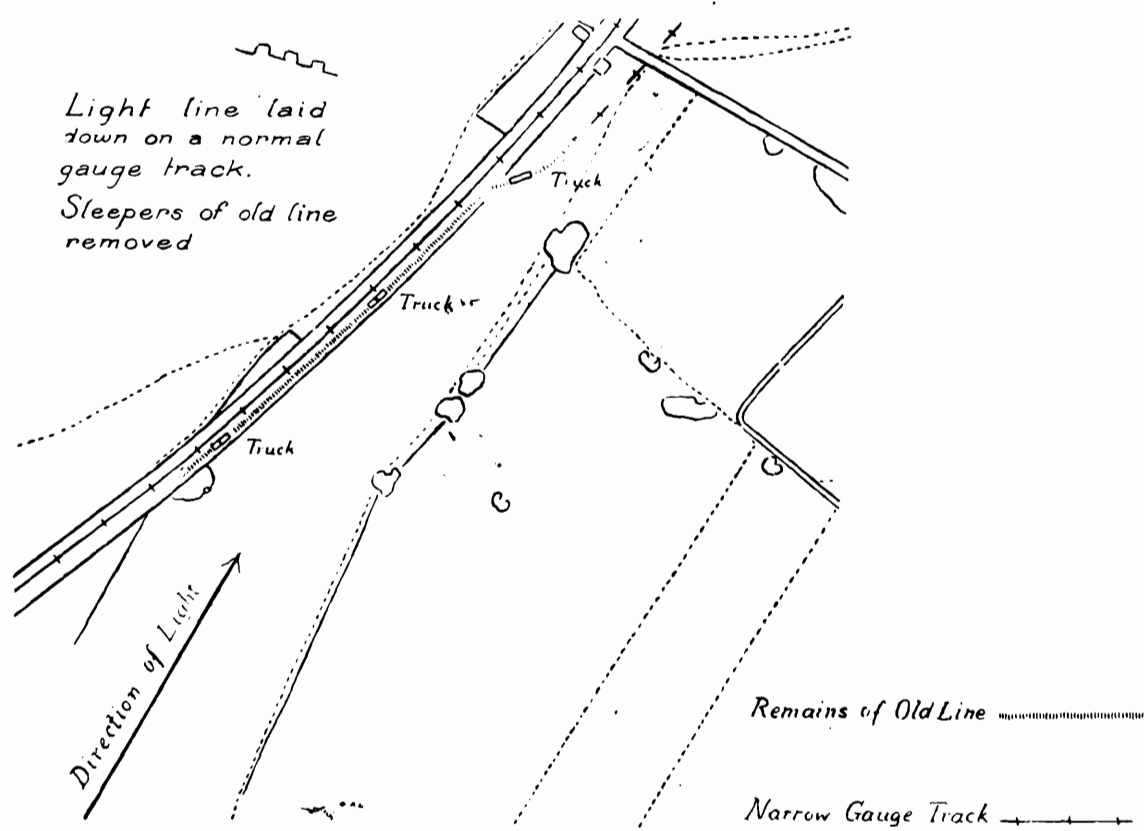 Light line laid
down on a normal
gauge track.
Sleepers of old line
removed
Truck
Truck
Truck
Direction of Light
Remains of Old Line
Narrow Gauge Track